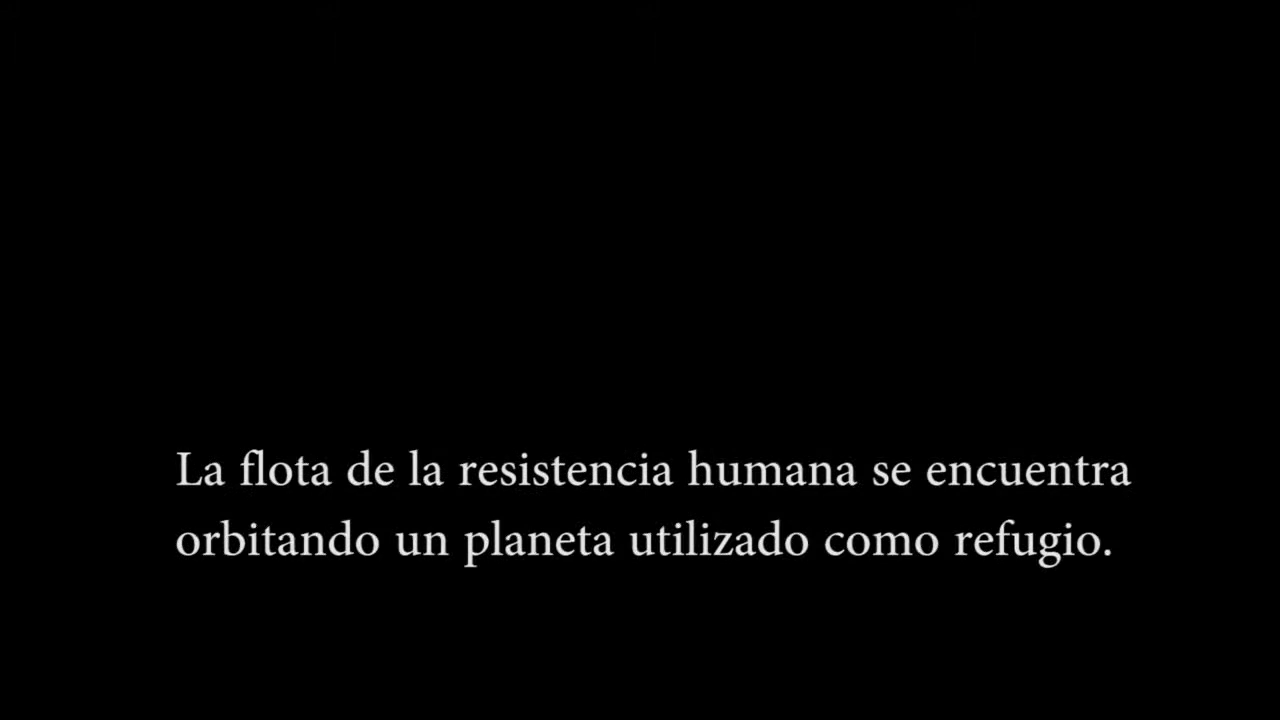 La flota de la resistencia humana se encuentra
orbitando un planeta utilizado como refugio.